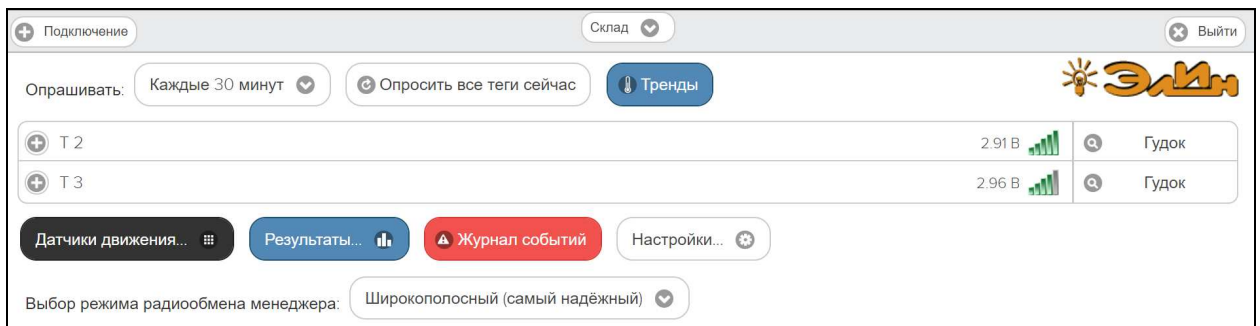 Подключение Склад Выйти
Опрашивать: Каждые 30 минут Опросить все теги сейчас Тренды ЭлИн
Т 2 2.91 В Гудок
Т 3 2.96 В Гудок
Датчики движения... Результаты... Журнал событий Настройки...
Выбор режима радиообмена менеджера: Широкополосный (самый надёжный)